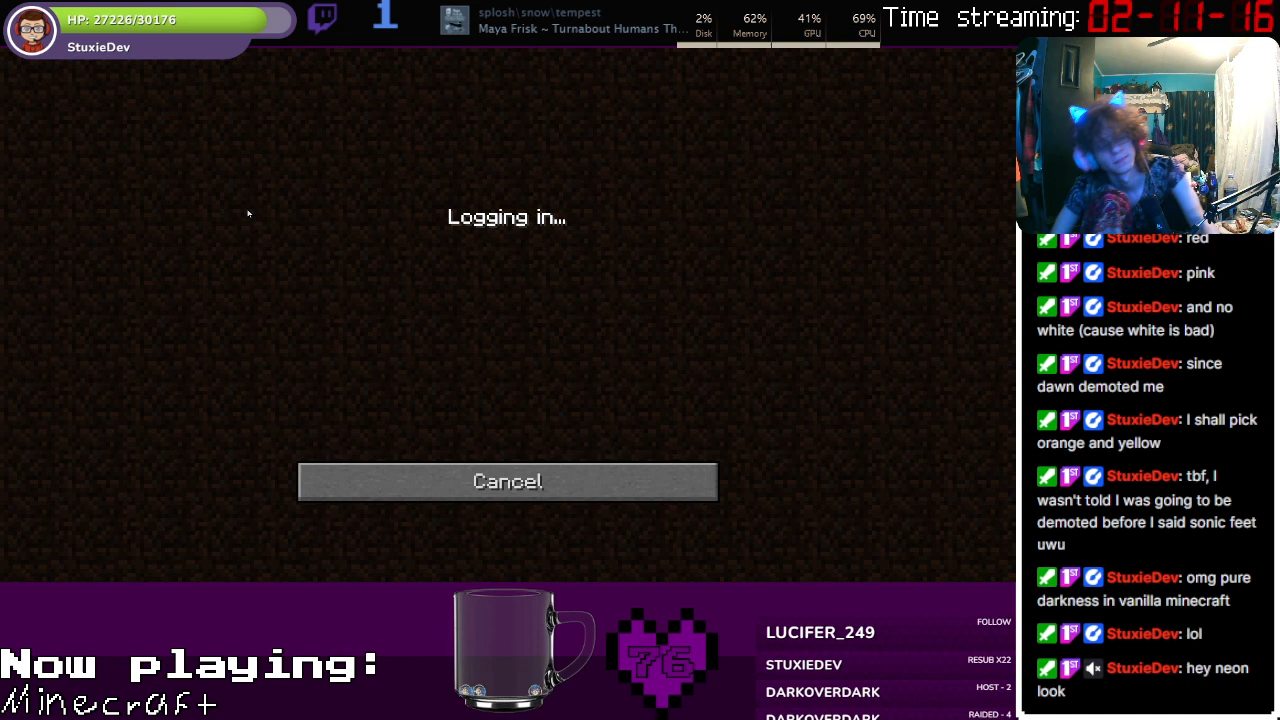 HP: 27226/30176
StuxieDev
1
splosh\snow\tempest
Maya Frisk ~ Turnabout Humans Th...
2% 62% 41% 69%
Disk Memory GPU CPU
Time streaming: 02-11-16
Logging in...
Cancel
StuxieDev: red
StuxieDev: pink
StuxieDev: and no
white (cause white is bad)
StuxieDev: since
dawn demoted me
StuxieDev: I shall pick
orange and yellow
StuxieDev: tbf, I
wasn't told I was going to be
demoted before I said sonic feet
uwu
StuxieDev: omg pure
darkness in vanilla minecraft
StuxieDev: lol
StuxieDev: hey neon
look
Now playing:
Minecraft
76
LUCIFER_249 FOLLOW
STUXIEDEV RESUB X22
DARKOVERDARK HOST - 2
DARKOVERDARK RAIDED - 4